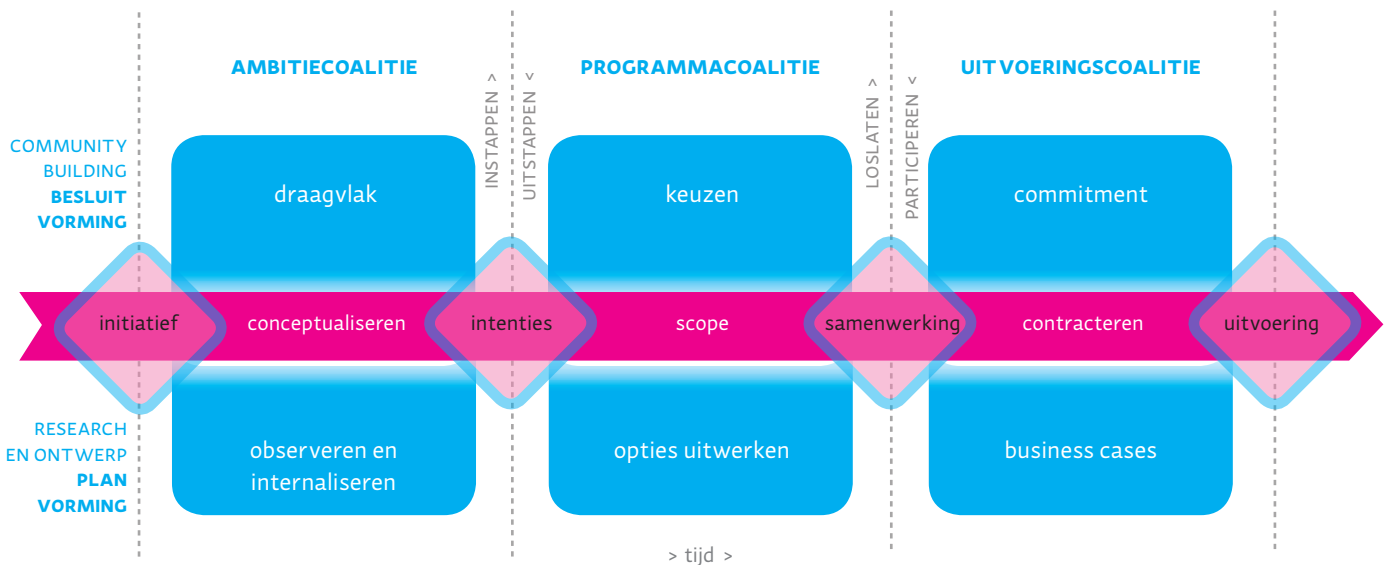 AMBITIECOALITIE
PROGRAMMACOALITIE
UITVOERINGSCOALITIE
INSTAPPEN >
UITSTAPPEN <
LOSLATEN >
PARTICIPEREN <
COMMUNITY
BUILDING
BESLUIT
VORMING
draagvlak
keuzen
commitment
initiatief
conceptualiseren
intenties
scope
samenwerking
contracteren
uitvoering
RESEARCH
EN ONTWERP
PLAN
VORMING
observeren en
internaliseren
opties uitwerken
business cases
> tijd >